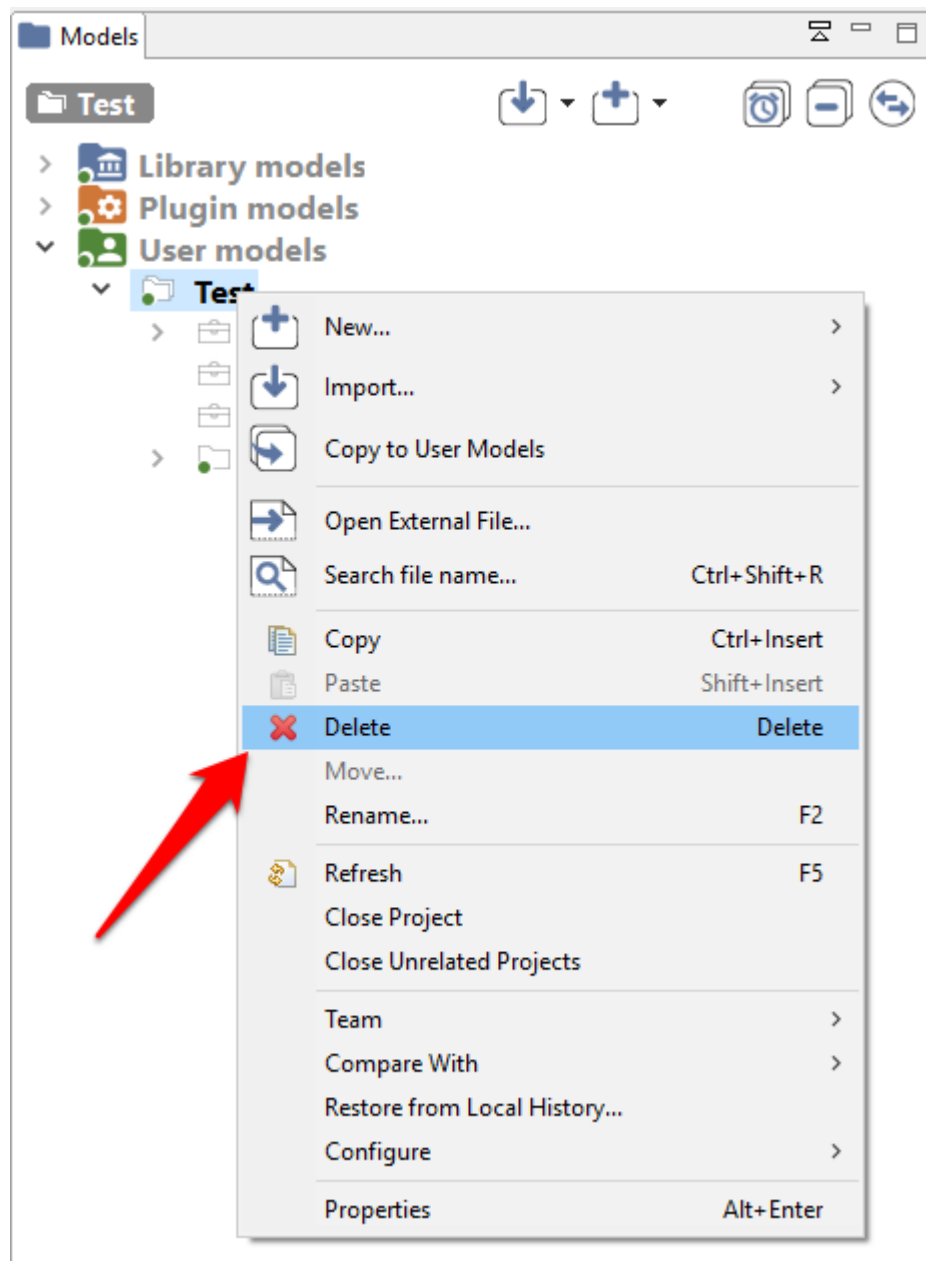 Models
Test
Library models
Plugin models
User models
Test
New...
Import...
Copy to User Models
Open External File...
Search file name... Ctrl+Shift+R
Copy Ctrl+Insert
Paste Shift+Insert
Delete Delete
Move...
Rename... F2
Refresh F5
Close Project
Close Unrelated Projects
Team
Compare With
Restore from Local History...
Configure
Properties Alt+Enter